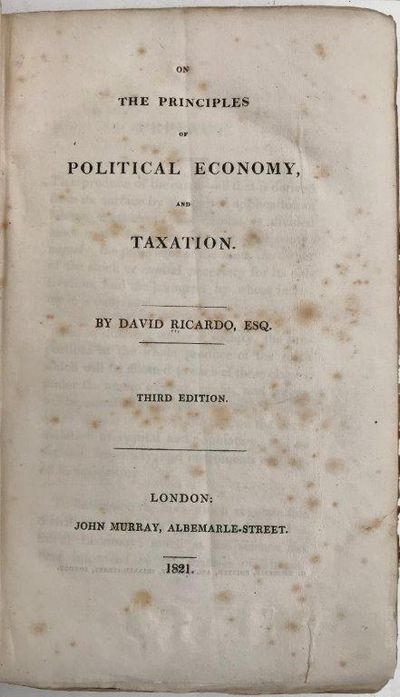 ON
THE PRINCIPLES
OF
POLITICAL ECONOMY,
AND
TAXATION.
BY DAVID RICARDO, ESQ.
THIRD EDITION.
LONDON:
JOHN MURRAY, ALBEMARLE-STREET.
1821.